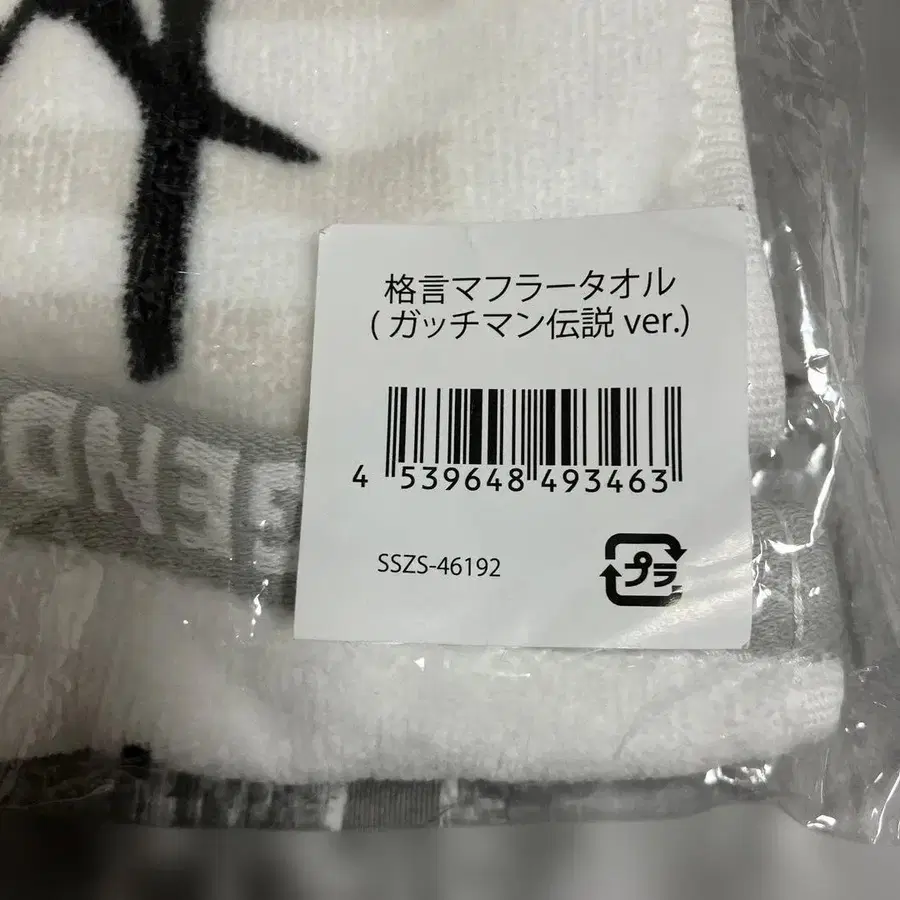 格言マフラータオル
( ガッチマン伝説 ver.)
4 539648 493463
SSZS-46192
プラ